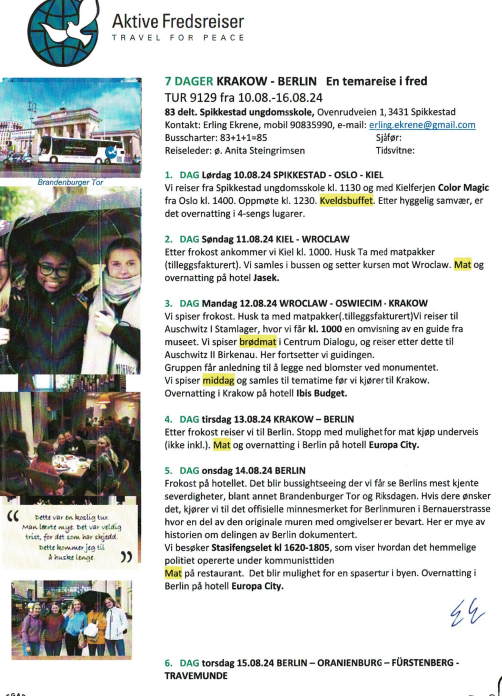 Aktive Fredsreiser
TRAVEL FOR PEACE
7 DAGER KRAKOW - BERLIN En temareise i fred
TUR 9129 fra 10.08.-16.08.24
83 delt. Spikkestad ungdomsskole, Ovenrudveien 1, 3431 Spikkestad
Kontakt: Erling Ekrene, mobil 90835990, e-mail: erling.ekrene@gmail.com
Busscharter: 83+1+1=85 Sjåfør:
Reiseleder: ø. Anita Steingrimsen Tidsvitne:
Brandenburger Tor
1. DAG Lørdag 10.08.24 SPIKKESTAD - OSLO - KIEL
Vi reiser fra Spikkestad ungdomsskole kl. 1130 og med Kielferjen Color Magic
fra Oslo kl. 1400. Oppmøte kl. 1230. Kveldsbuffet. Etter hyggelig samvær, er
det overnatting i 4-sengs lugarer.
2. DAG Søndag 11.08.24 KIEL - WROCLAW
Etter frokost ankommer vi Kiel kl. 1000. Husk Ta med matpakker
(tilleggsfakturert). Vi samles i bussen og setter kursen mot Wroclaw. Mat og
overnatting på hotel Jasek.
3. DAG Mandag 12.08.24 WROCLAW - OSWIECIM - KRAKOW
Vi spiser frokost. Husk ta med matpakker(.tilleggsfakturert)Vi reiser til
Auschwitz I Stamlager, hvor vi får kl. 1000 en omvisning av en guide fra
museet. Vi spiser brødmat i Centrum Dialogu, og reiser etter dette til
Auschwitz II Birkenau. Her fortsetter vi guidingen.
Gruppen får anledning til å legge ned blomster ved monumentet.
Vi spiser middag og samles til tematime før vi kjører til Krakow.
Overnatting i Krakow på hotell Ibis Budget.
4. DAG tirsdag 13.08.24 KRAKOW – BERLIN
Etter frokost reiser vi til Berlin. Stopp med mulighet for mat kjøp underveis
(ikke inkl.). Mat og overnatting i Berlin på hotell Europa City.
5. DAG onsdag 14.08.24 BERLIN
Frokost på hotellet. Det blir bussightseeing der vi får se Berlins mest kjente
severdigheter, blant annet Brandenburger Tor og Riksdagen. Hvis dere ønsker
det, kjører vi til det offisielle minnesmerket for Berlinmuren i Bernauerstrasse
hvor en del av den originale muren med omgivelser er bevart. Her er mye av
historien om delingen av Berlin dokumentert.
Vi besøker Stasifengselet kl 1620-1805, som viser hvordan det hemmelige
politiet opererte under kommunisttiden
Mat på restaurant. Det blir mulighet for en spasertur i byen. Overnatting i
Berlin på hotell Europa City.
“ Dette var en koslig tur.
Man lærte mye. Det var veldig
trist, for det som har skjedd.
Dette kommer jeg til
å huske lenge. ”
6. DAG torsdag 15.08.24 BERLIN – ORANIENBURG – FÜRSTENBERG -
TRAVEMUNDE